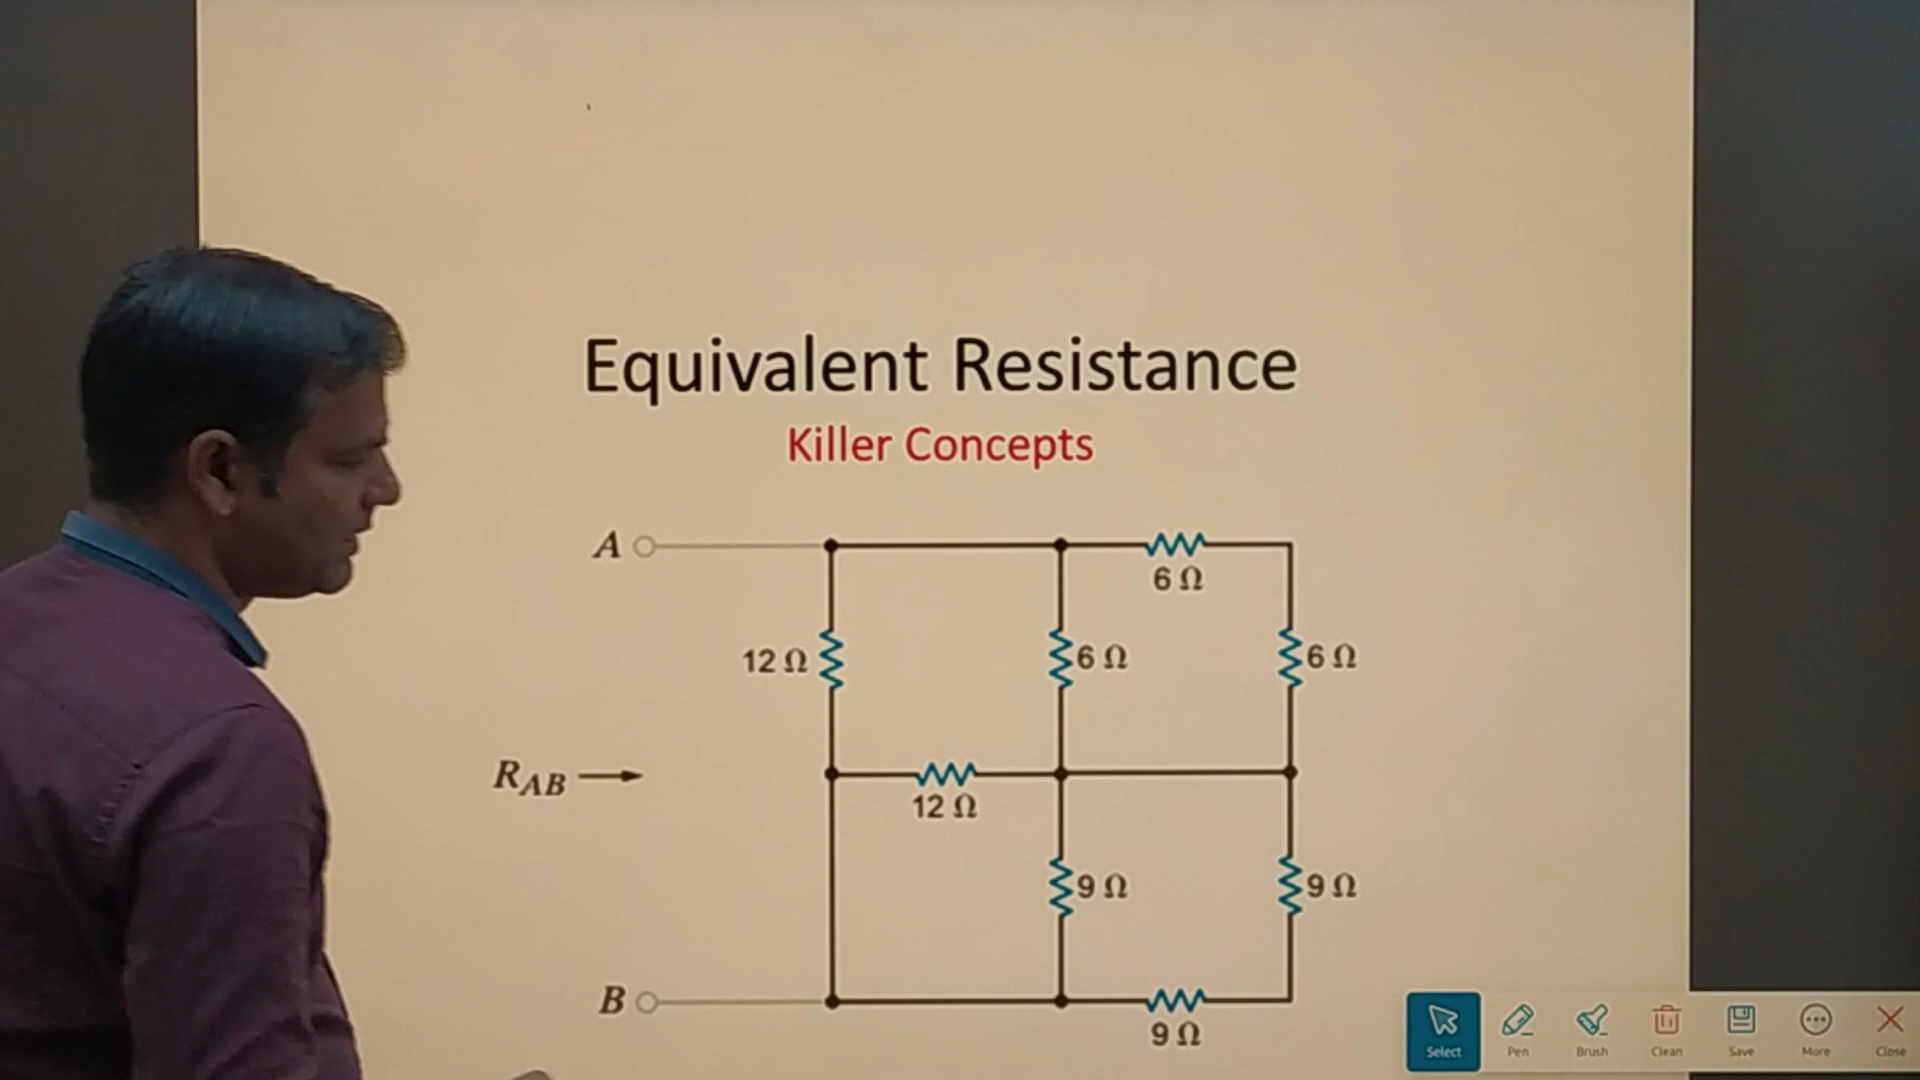 Equivalent Resistance
Killer Concepts
A
6 Ω
12 Ω
6 Ω
6 Ω
R_AB
12 Ω
9 Ω
9 Ω
B
9 Ω
Select
Pen
Brush
Clean
Save
More
Close